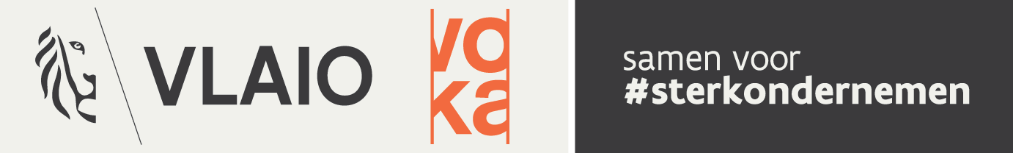 VLAIO
vo
ka
samen voor
#sterkondernemen